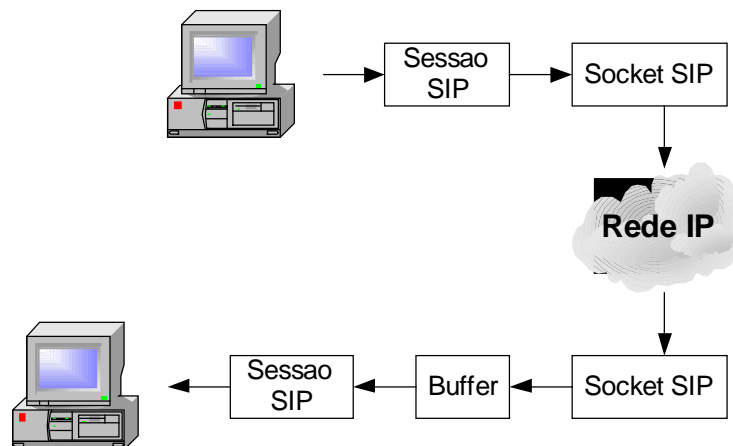 Sessao
SIP
Socket SIP
Rede IP
Sessao
SIP
Buffer
Socket SIP